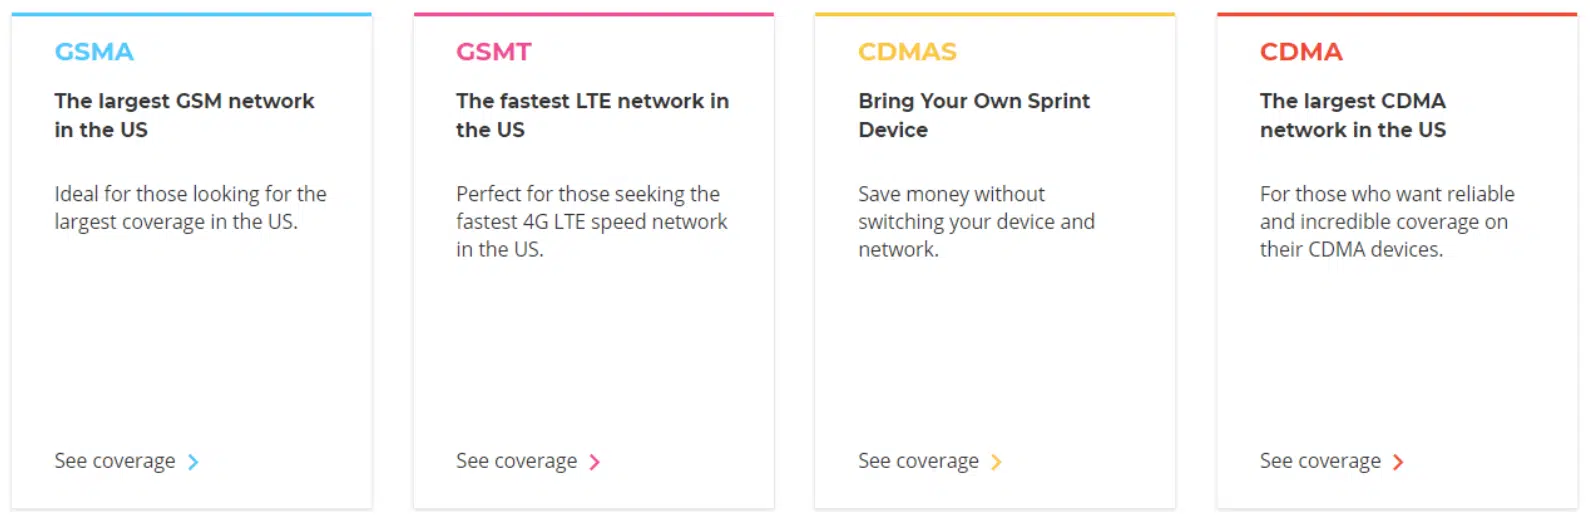 GSMA
The largest GSM network
in the US
Ideal for those looking for the
largest coverage in the US.
See coverage
GSMT
The fastest LTE network in
the US
Perfect for those seeking the
fastest 4G LTE speed network
in the US.
See coverage
CDMAS
Bring Your Own Sprint
Device
Save money without
switching your device and
network.
See coverage
CDMA
The largest CDMA
network in the US
For those who want reliable
and incredible coverage on
their CDMA devices.
See coverage